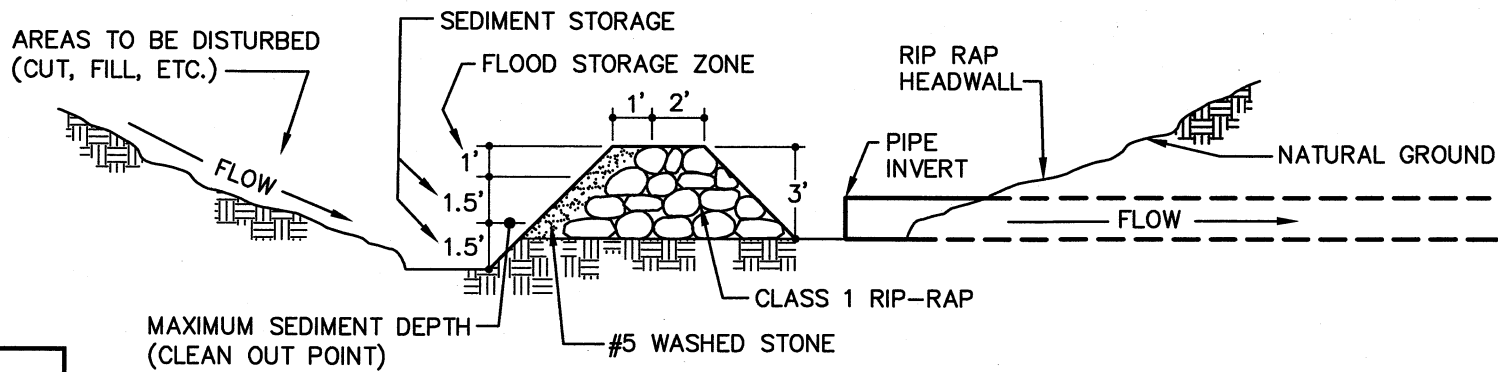 AREAS TO BE DISTURBED
(CUT, FILL, ETC.)
SEDIMENT STORAGE
FLOOD STORAGE ZONE
RIP RAP
HEADWALL
1' 2'
PIPE
INVERT
NATURAL GROUND
FLOW
1'
1.5'
1.5'
3'
FLOW
CLASS 1 RIP-RAP
MAXIMUM SEDIMENT DEPTH
(CLEAN OUT POINT)
#5 WASHED STONE